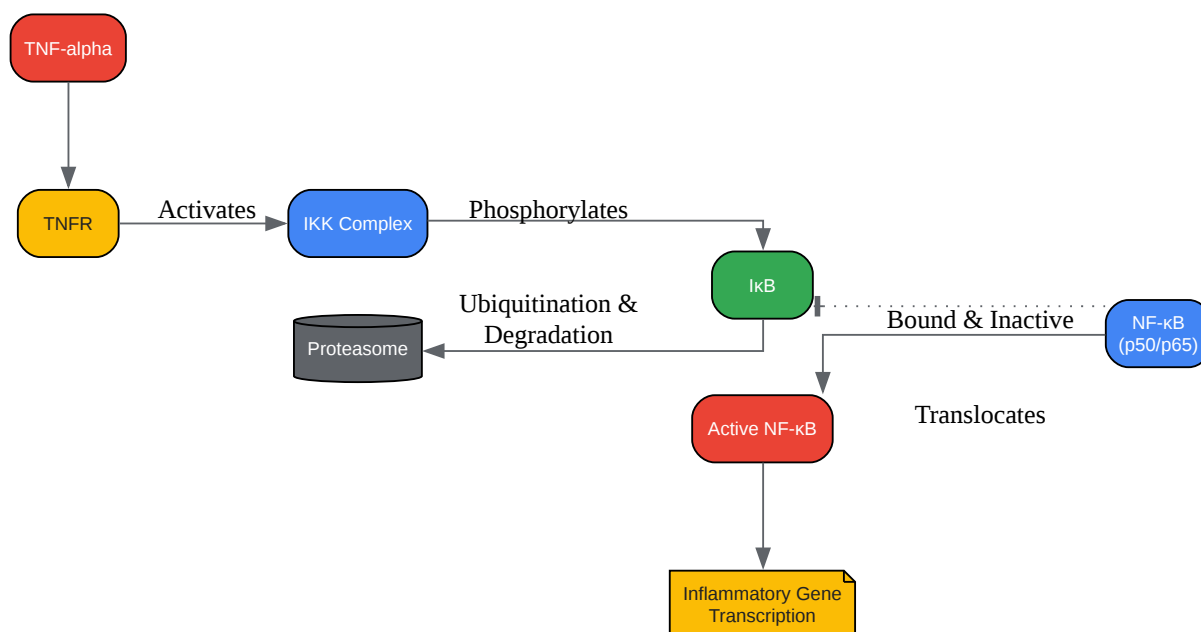 TNF-alpha
TNFR
Activates
IKK Complex
Phosphorylates
IκB
Ubiquitination &
Degradation
Proteasome
Bound & Inactive
NF-κB
(p50/p65)
Translocates
Active NF-κB
Inflammatory Gene
Transcription